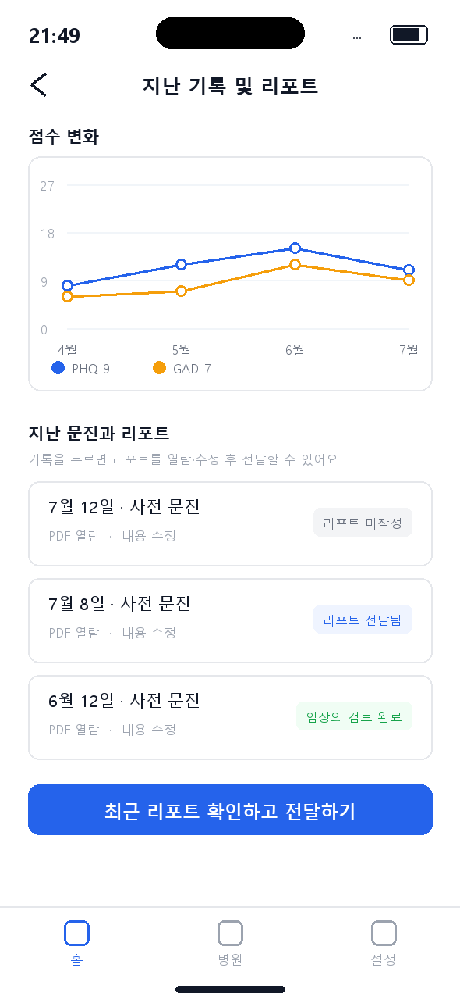 21:49
...
지난 기록 및 리포트
점수 변화
27
18
9
0
4월 5월 6월 7월
PHQ-9 GAD-7
지난 문진과 리포트
기록을 누르면 리포트를 열람·수정 후 전달할 수 있어요
7월 12일 · 사전 문진
리포트 미작성
PDF 열람 · 내용 수정
7월 8일 · 사전 문진
리포트 전달됨
PDF 열람 · 내용 수정
6월 12일 · 사전 문진
임상의 검토 완료
PDF 열람 · 내용 수정
최근 리포트 확인하고 전달하기
홈 병원 설정